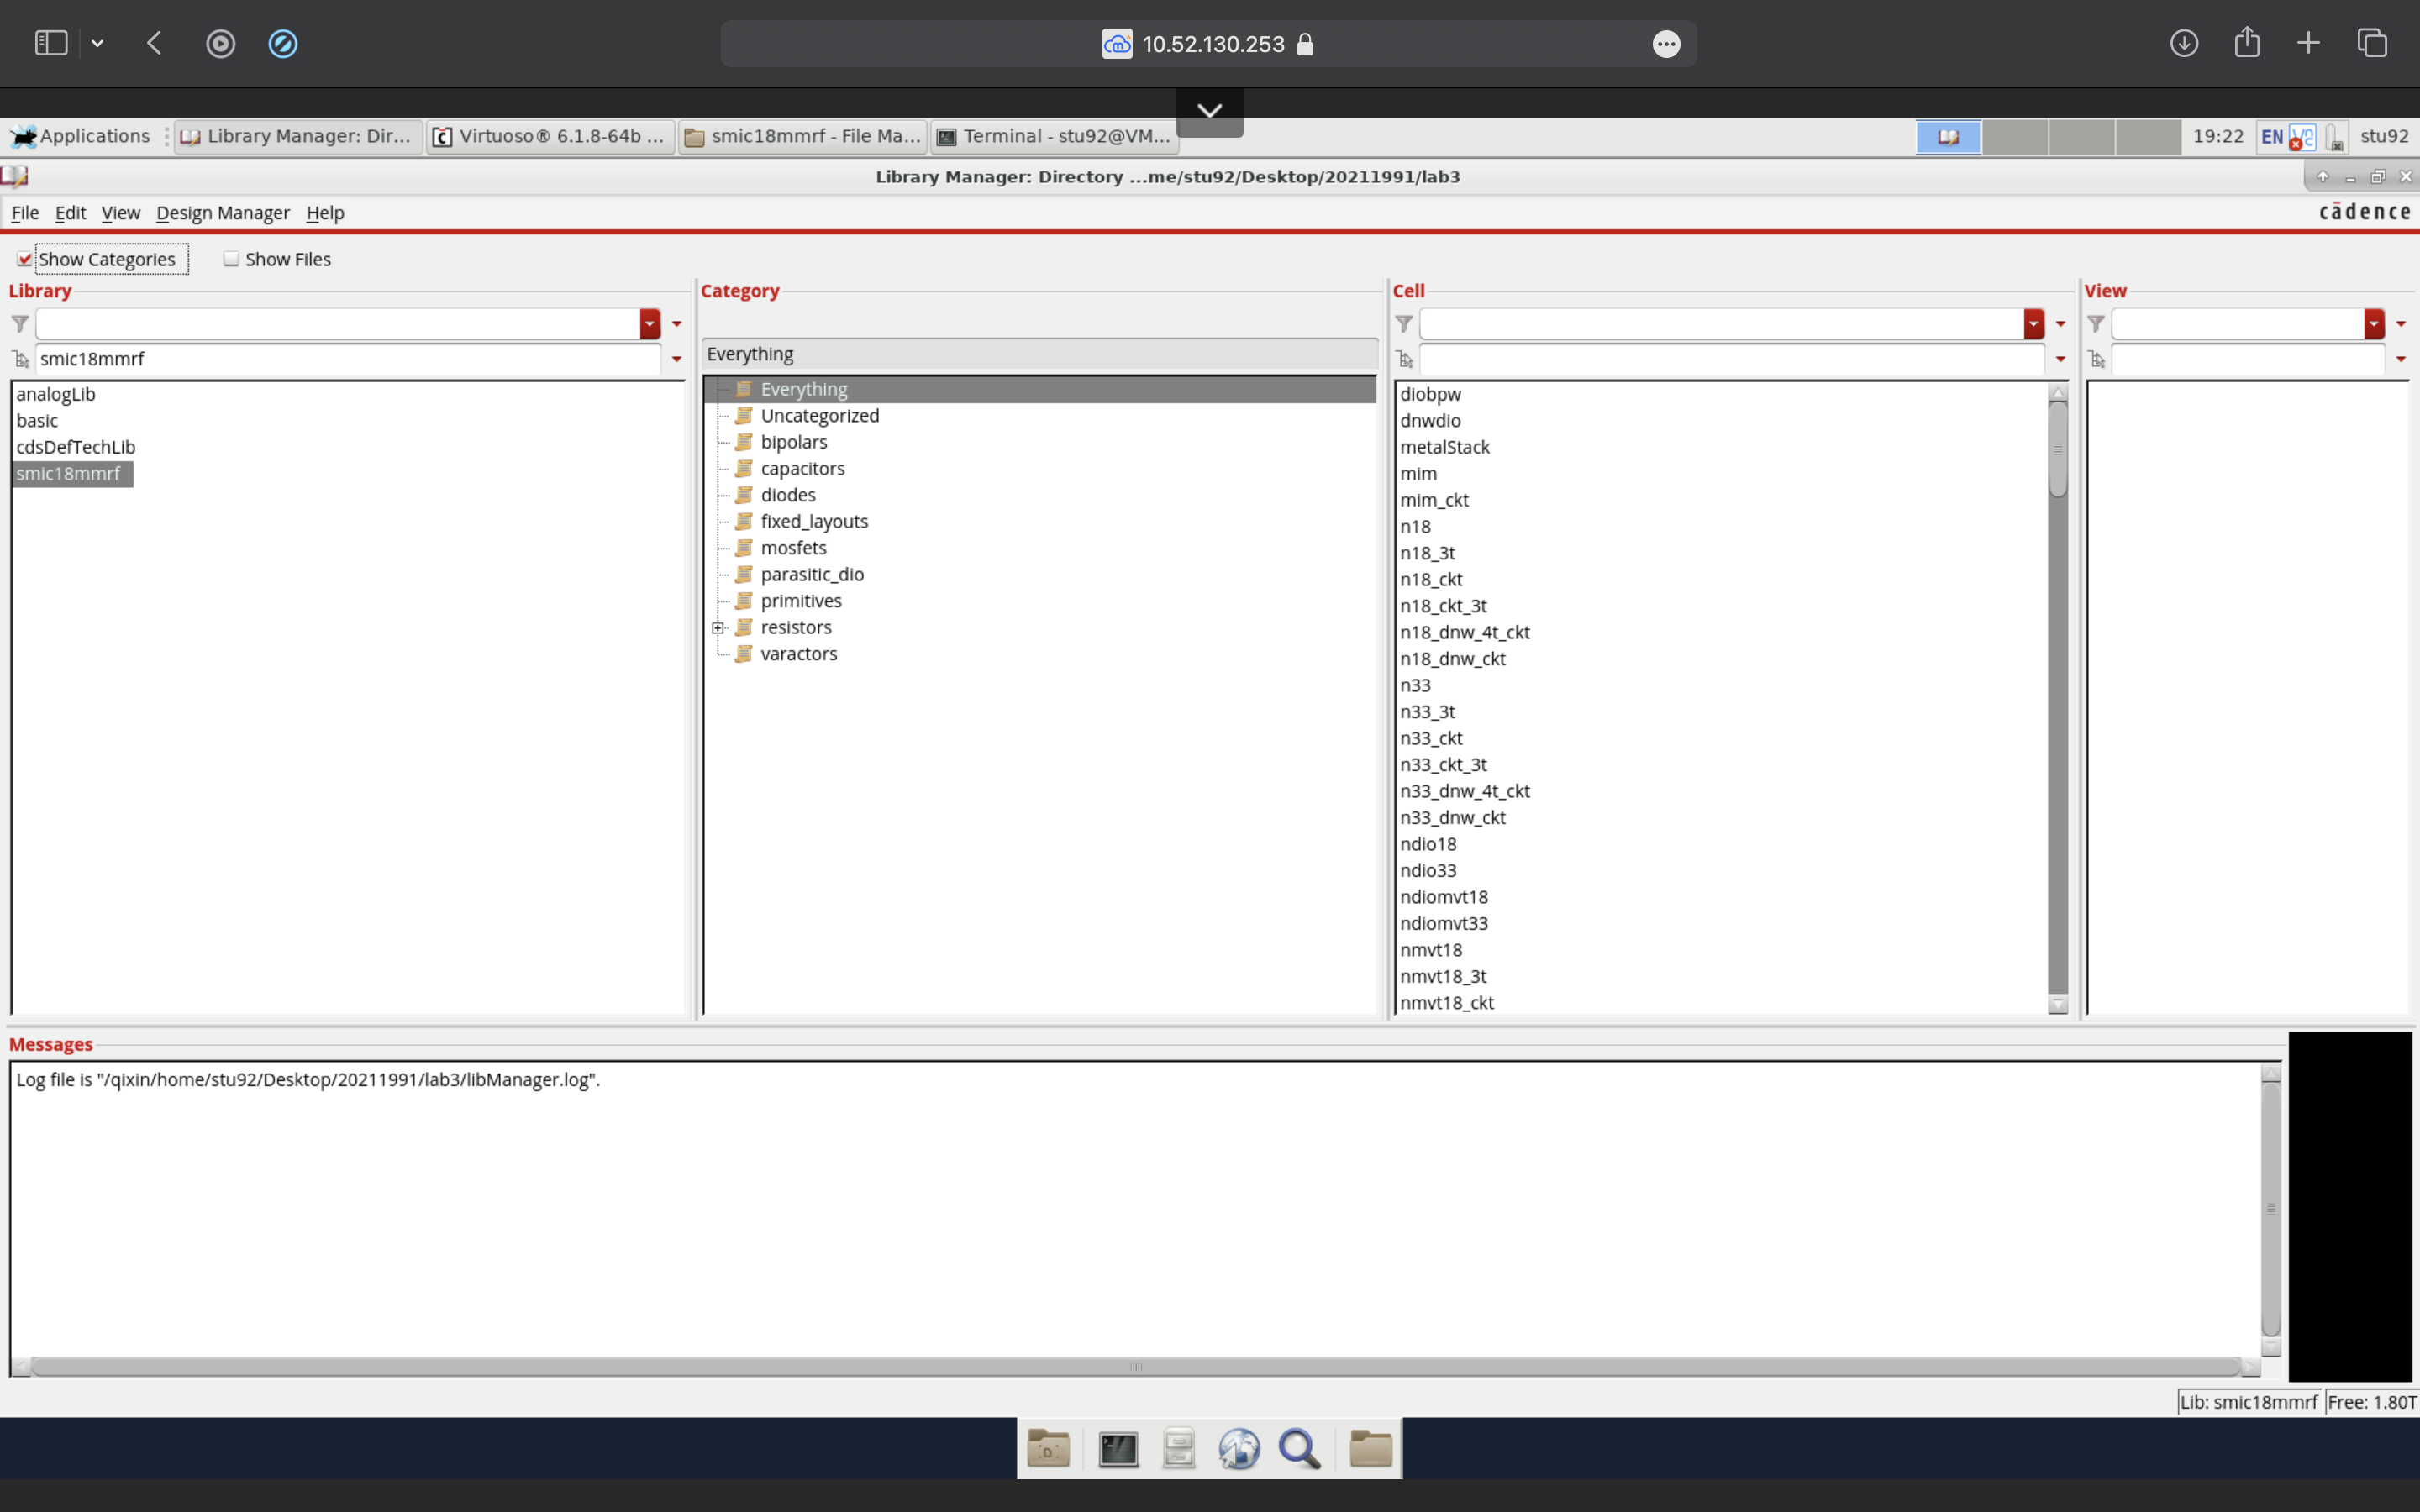 10.52.130.253
Applications
Library Manager: Dir...
Virtuoso® 6.1.8-64b ...
smic18mmrf - File Ma...
Terminal - stu92@VM...
19:22
EN
stu92
Library Manager: Directory ...me/stu92/Desktop/20211991/lab3
File Edit View Design Manager Help
cādence
Show Categories
Show Files
Library
smic18mmrf
analogLib
basic
cdsDefTechLib
smic18mmrf
Category
Everything
Everything
Uncategorized
bipolars
capacitors
diodes
fixed_layouts
mosfets
parasitic_dio
primitives
resistors
varactors
Cell
diobpw
dnwdio
metalStack
mim
mim_ckt
n18
n18_3t
n18_ckt
n18_ckt_3t
n18_dnw_4t_ckt
n18_dnw_ckt
n33
n33_3t
n33_ckt
n33_ckt_3t
n33_dnw_4t_ckt
n33_dnw_ckt
ndio18
ndio33
ndiomvt18
ndiomvt33
nmvt18
nmvt18_3t
nmvt18_ckt
View
Messages
Log file is "/qixin/home/stu92/Desktop/20211991/lab3/libManager.log".
Lib: smic18mmrf
Free: 1.80T